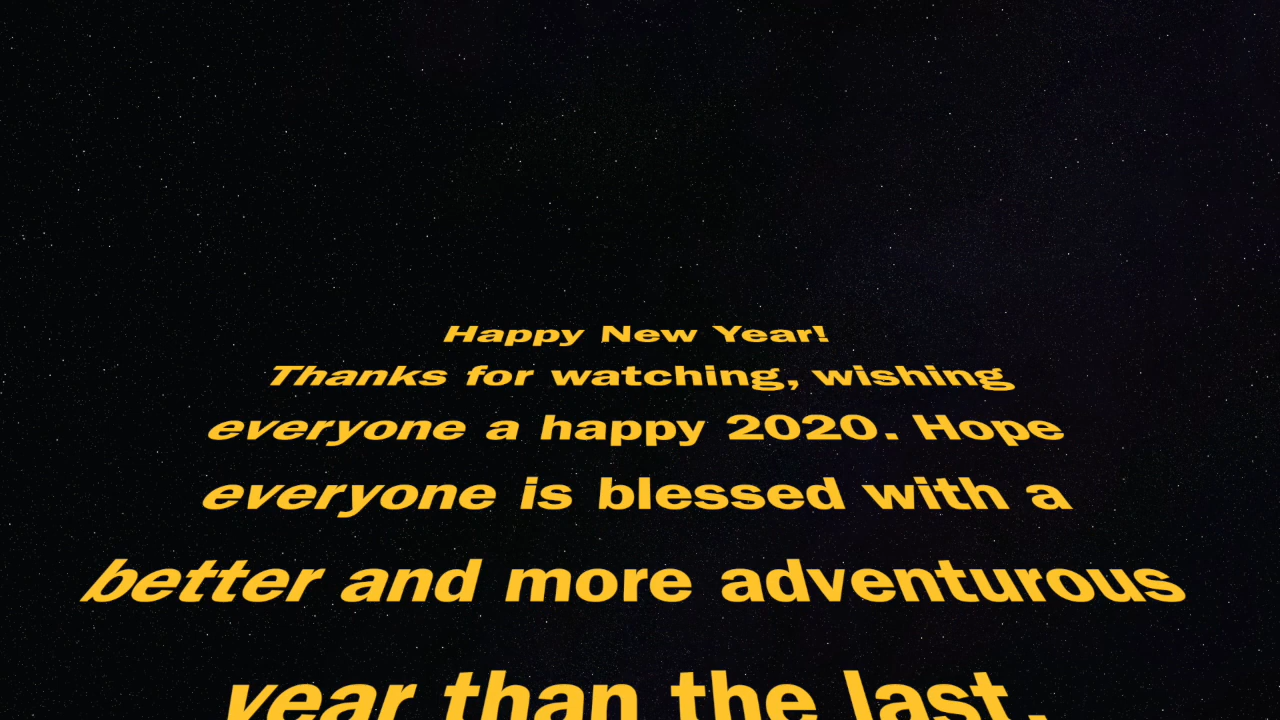 Happy New Year!
Thanks for watching, wishing
everyone a happy 2020. Hope
everyone is blessed with a
better and more adventurous
year than the last.